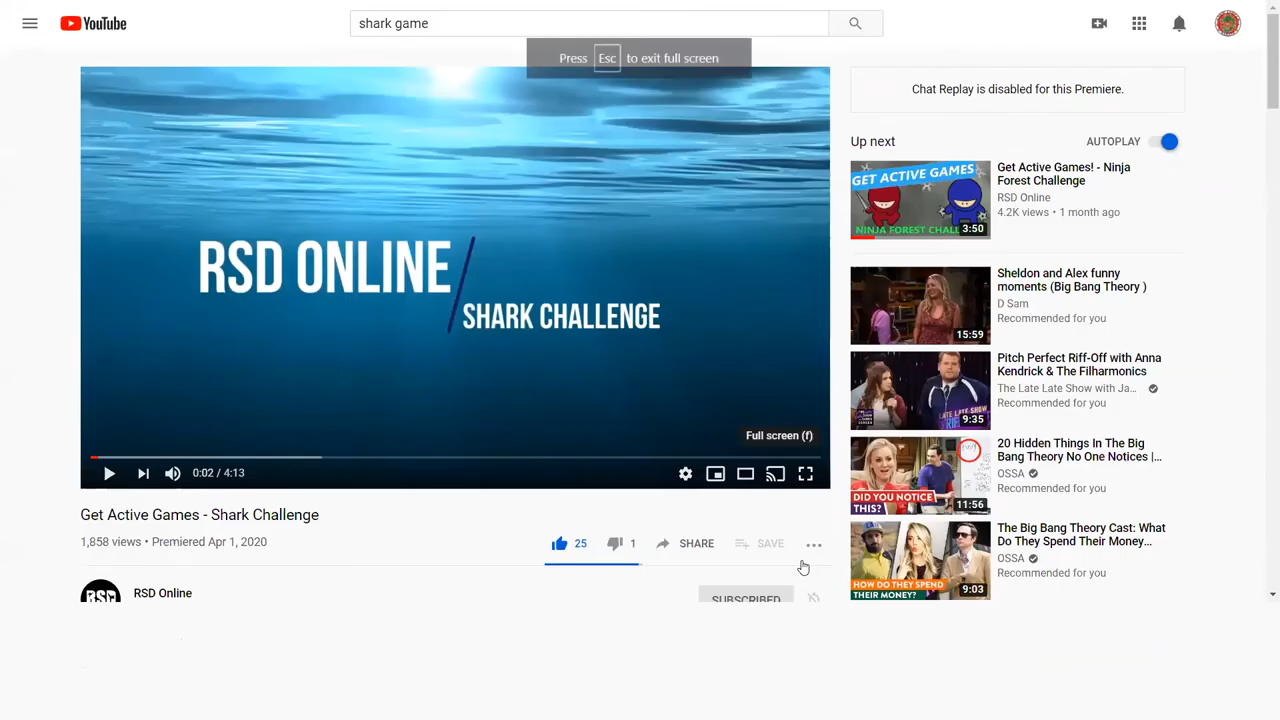 YouTube
shark game
Press Esc to exit full screen
RSD ONLINE
SHARK CHALLENGE
Full screen (f)
0:02 / 4:13
Get Active Games - Shark Challenge
1,858 views • Premiered Apr 1, 2020
25
1
SHARE
SAVE
RSD
RSD Online
SUBSCRIBED
Chat Replay is disabled for this Premiere.
Up next
AUTOPLAY
GET ACTIVE GAMES
NINJA FOREST CHALL
3:50
Get Active Games! - Ninja
Forest Challenge
RSD Online
4.2K views • 1 month ago
15:59
Sheldon and Alex funny
moments (Big Bang Theory )
D Sam
Recommended for you
LATE LATE SHOW
RIFF
9:35
Pitch Perfect Riff-Off with Anna
Kendrick & The Filharmonics
The Late Late Show with Ja...
Recommended for you
DID YOU NOTICE
THIS?
11:56
20 Hidden Things In The Big
Bang Theory No One Notices |...
OSSA
Recommended for you
HOW DO THEY SPEND
THEIR MONEY?
9:03
The Big Bang Theory Cast: What
Do They Spend Their Money...
OSSA
Recommended for you